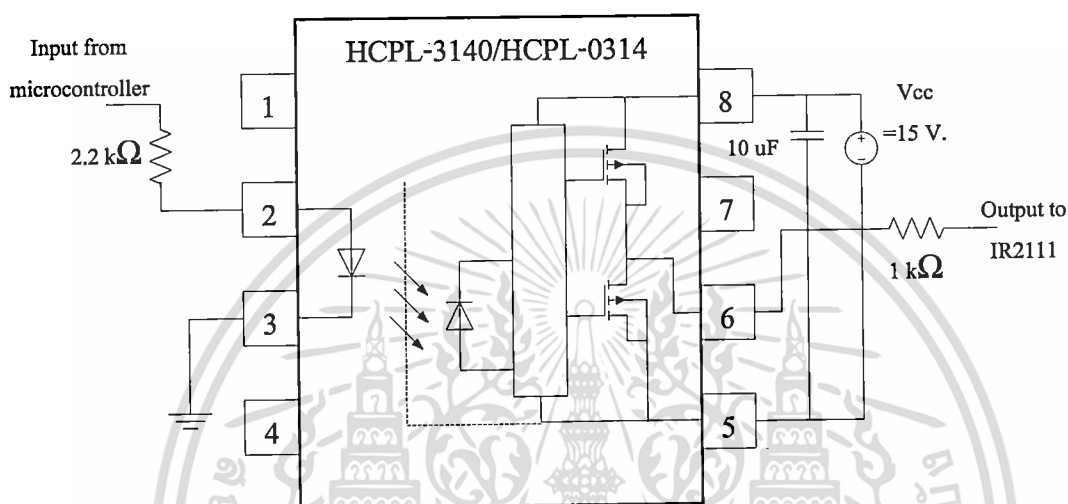 HCPL-3140/HCPL-0314
Input from
microcontroller
2.2 kΩ
1
2
3
4
8
7
6
5
10 uF
Vcc
=15 V.
+
−
1 kΩ
Output to
IR2111